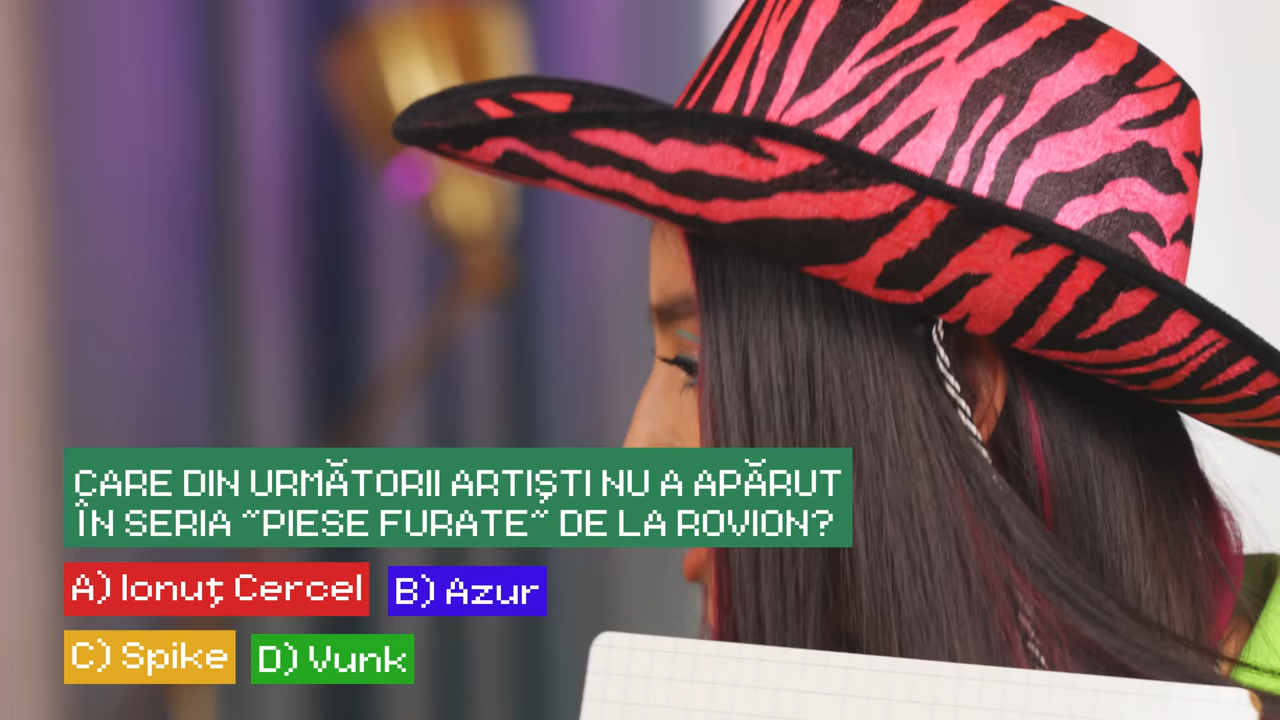 CARE DIN URMĂTORII ARTIȘTI NU A APĂRUT
ÎN SERIA "PIESE FURATE" DE LA ROVION?
A) Ionuț Cercel
B) Azur
C) Spike
D) Vunk